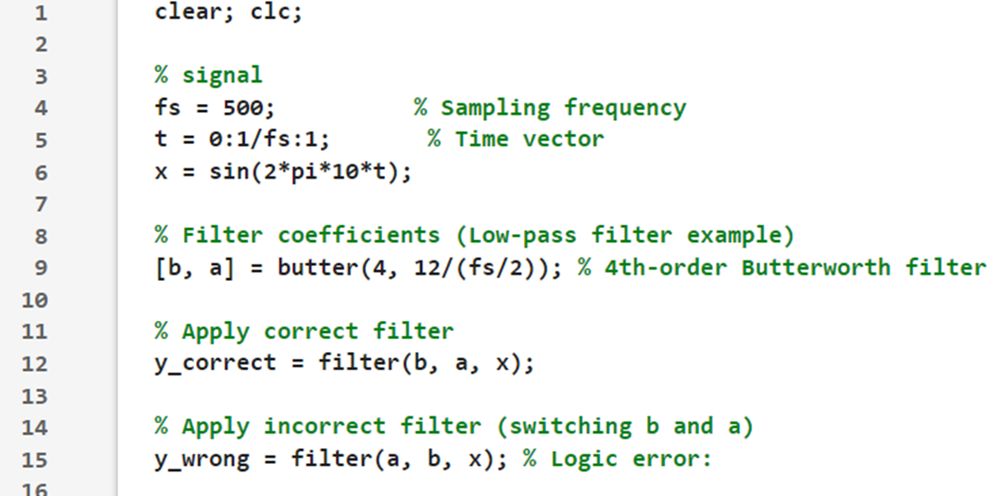 1 clear; clc;
2
3 % signal
4 fs = 500; % Sampling frequency
5 t = 0:1/fs:1; % Time vector
6 x = sin(2*pi*10*t);
7
8 % Filter coefficients (Low-pass filter example)
9 [b, a] = butter(4, 12/(fs/2)); % 4th-order Butterworth filter
10
11 % Apply correct filter
12 y_correct = filter(b, a, x);
13
14 % Apply incorrect filter (switching b and a)
15 y_wrong = filter(a, b, x); % Logic error:
16